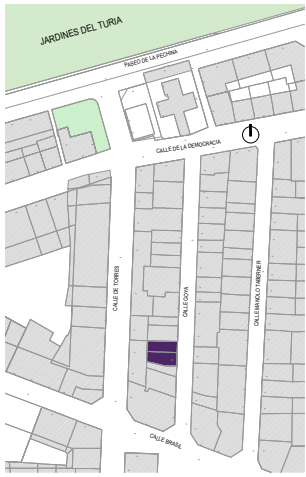 JARDINES DEL TURIA
PASEO DE LA PECHINA
CALLE DE LA DEMOCRACIA
CALLE DE TORRES
CALLE GOYA
CALLE MANOLO TABERNER
CALLE BRASIL